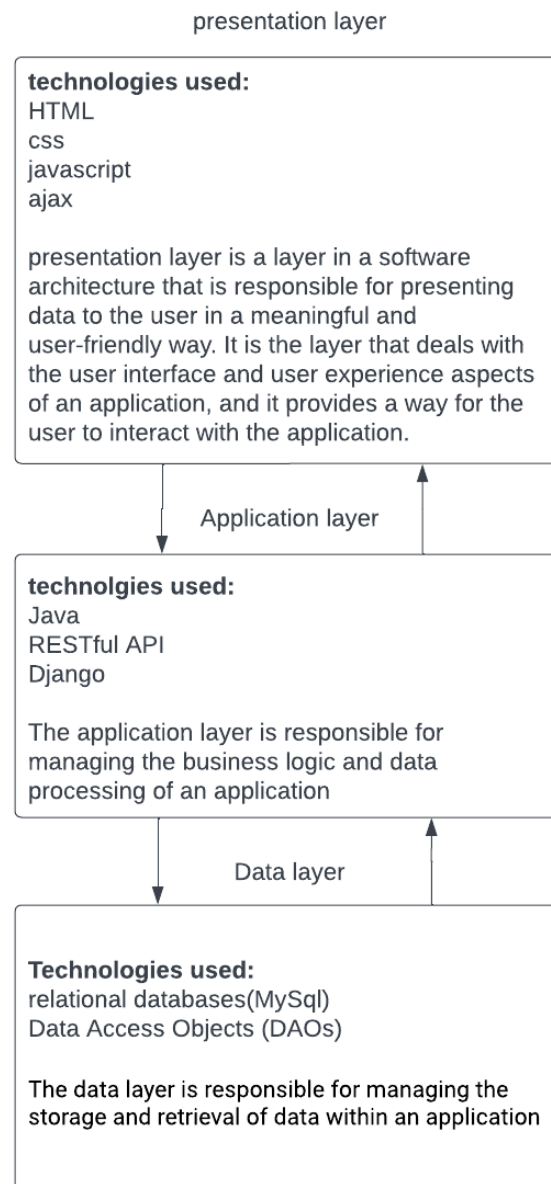 presentation layer
technologies used:
HTML
css
javascript
ajax
presentation layer is a layer in a software
architecture that is responsible for presenting
data to the user in a meaningful and
user-friendly way. It is the layer that deals with
the user interface and user experience aspects
of an application, and it provides a way for the
user to interact with the application.
Application layer
technolgies used:
Java
RESTful API
Django
The application layer is responsible for
managing the business logic and data
processing of an application
Data layer
Technologies used:
relational databases(MySql)
Data Access Objects (DAOs)
The data layer is responsible for managing the
storage and retrieval of data within an application